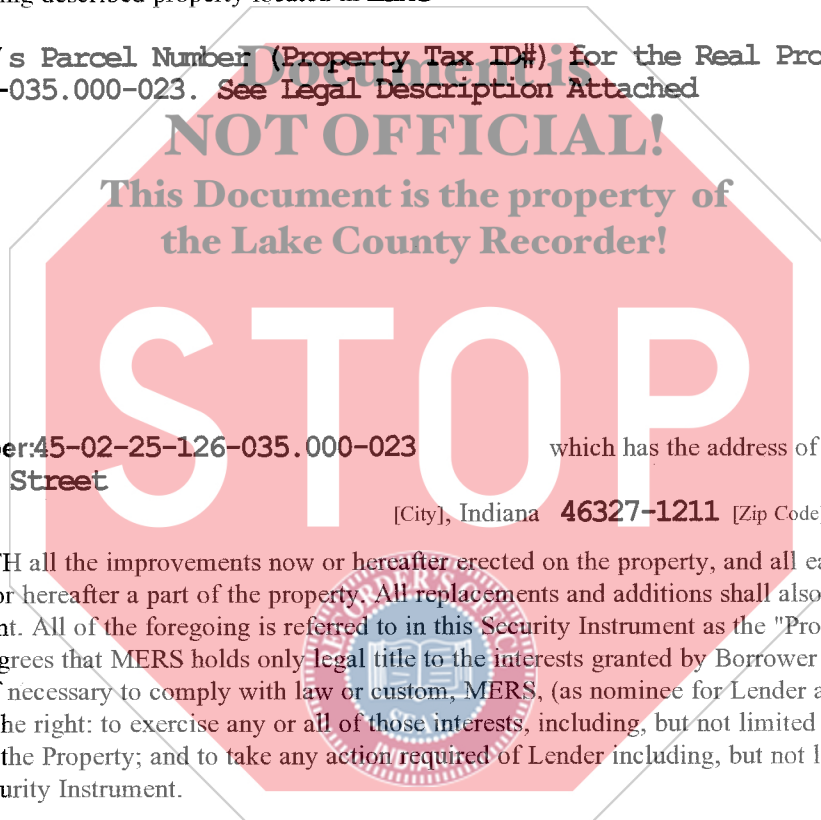 ing described property located in
's Parcel Number (Property Tax ID#) for the Real Pro
-035.000-023. See Legal Description Attached
Document is
NOT OFFICIAL!
This Document is the property of
the Lake County Recorder!
STOP
er:45-02-25-126-035.000-023 which has the address of
Street
[City], Indiana 46327-1211 [Zip Code]
TH all the improvements now or hereafter erected on the property, and all ea
or hereafter a part of the property. All replacements and additions shall also
nt. All of the foregoing is referred to in this Security Instrument as the "Pro
grees that MERS holds only legal title to the interests granted by Borrower
necessary to comply with law or custom, MERS, (as nominee for Lender a
he right: to exercise any or all of those interests, including, but not limited
the Property; and to take any action required of Lender including, but not l
urity Instrument.
RECORDER'S OFFICE
SEAL
INDIANA